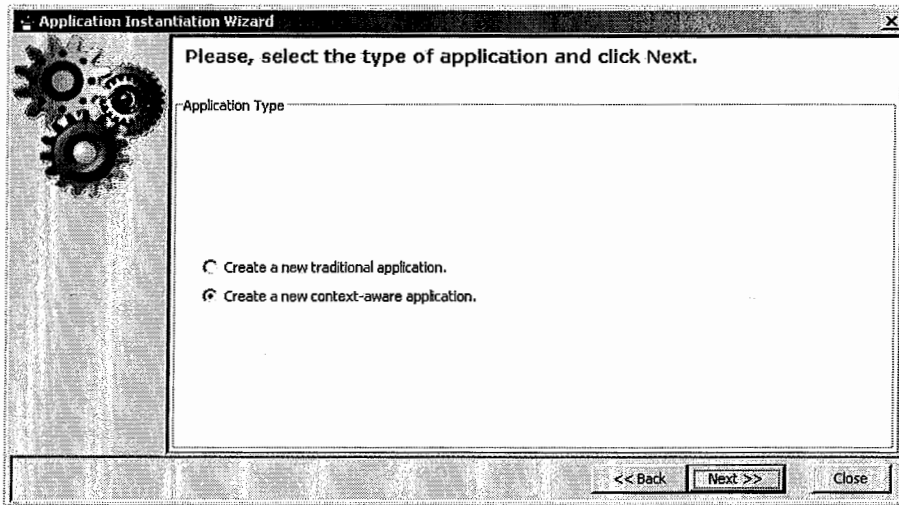 Application Instantiation Wizard
Please, select the type of application and click Next.
Application Type
Create a new traditional application.
Create a new context-aware application.
<< Back Next >> Close